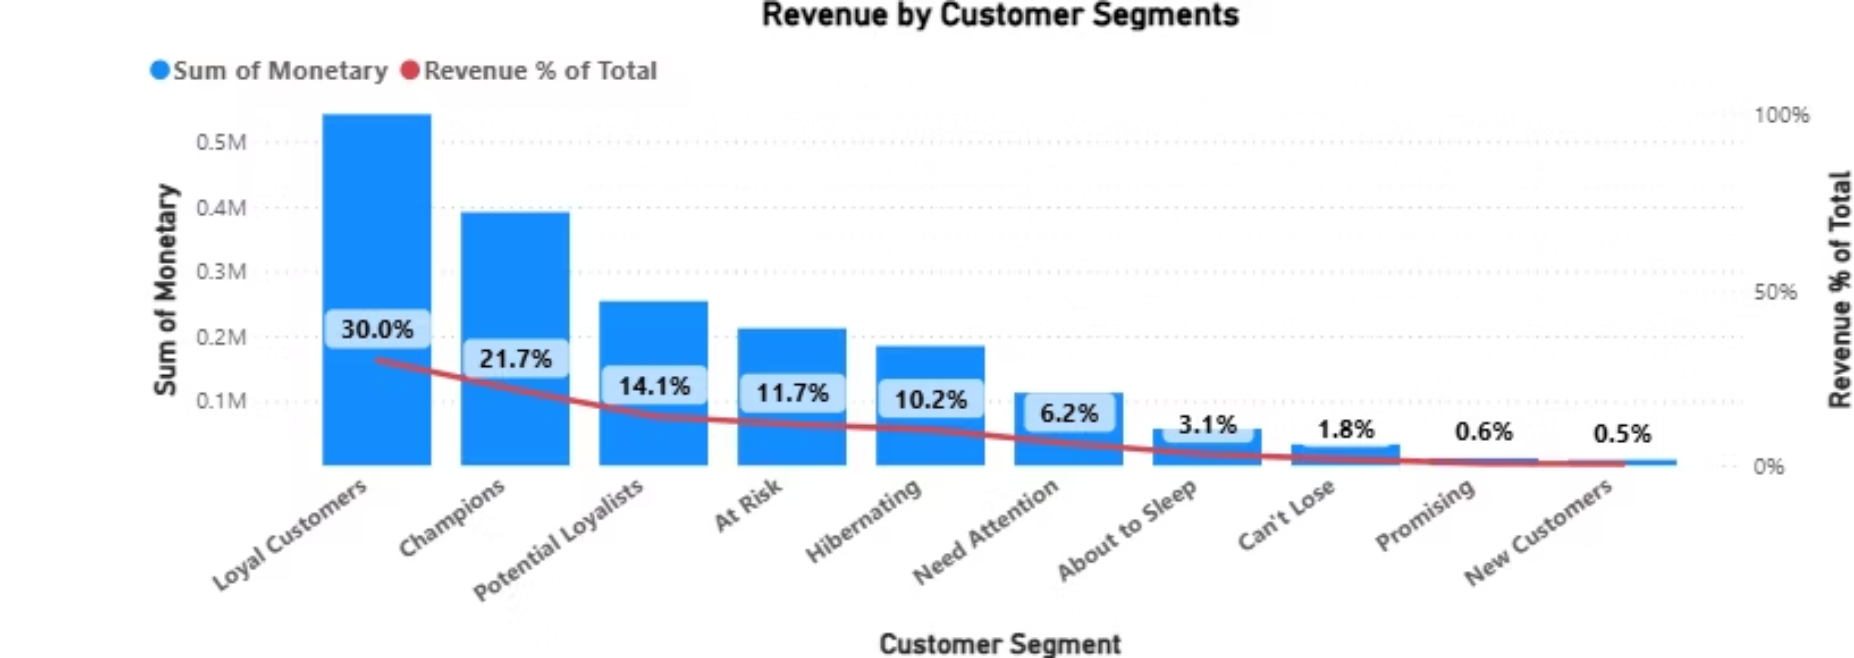 Revenue by Customer Segments
Sum of Monetary Revenue % of Total
100%
0.5M
0.4M
0.3M
50%
0.2M
0.1M
0%
Sum of Monetary
Revenue % of Total
30.0%
21.7%
14.1%
11.7%
10.2%
6.2%
3.1%
1.8%
0.6%
0.5%
Loyal Customers
Champions
Potential Loyalists
At Risk
Hibernating
Need Attention
About to Sleep
Can't Lose
Promising
New Customers
Customer Segment